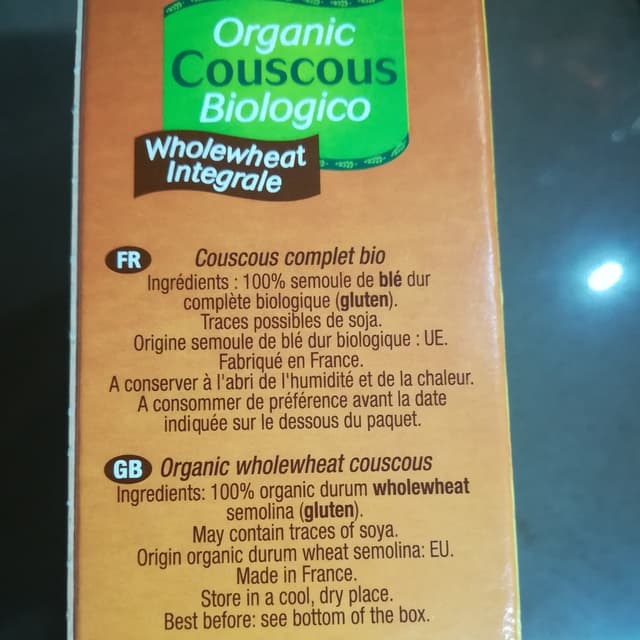 Organic
Couscous
Biologico
Wholewheat
Integrale
FR Couscous complet bio
Ingrédients : 100% semoule de blé dur
complète biologique (gluten).
Traces possibles de soja.
Origine semoule de blé dur biologique : UE.
Fabriqué en France.
A conserver à l'abri de l'humidité et de la chaleur.
A consommer de préférence avant la date
indiquée sur le dessous du paquet.
GB Organic wholewheat couscous
Ingredients: 100% organic durum wholewheat
semolina (gluten).
May contain traces of soya.
Origin organic durum wheat semolina: EU.
Made in France.
Store in a cool, dry place.
Best before: see bottom of the box.